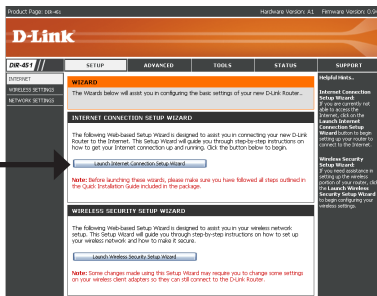 Product Page: DIR-451 Hardware Version: A1 Firmware Version: 0.9
D-Link
DIR-451 SETUP ADVANCED TOOLS STATUS SUPPORT
INTERNET
WIRELESS SETTINGS
NETWORK SETTINGS
WIZARD
The Wizards below will assist you in configuring the basic settings of your new D-Link Router..
INTERNET CONNECTION SETUP WIZARD
The following Web-based Setup Wizard is designed to assist you in connecting your new D-Link
Router to the Internet. This Setup Wizard will guide you through step-by-step instructions on
how to get your Internet connection up and running. Click the button below to begin.
Launch Internet Connection Setup Wizard
Note: Before launching these wizards, please make sure you have followed all steps outlined in
the Quick Installation Guide included in the package.
WIRELESS SECURITY SETUP WIZARD
The following Web-based Setup Wizard is designed to assist you in your wireless network
setup. This Setup Wizard will guide you through step-by-step instructions on how to set up
your wireless network and how to make it secure.
Launch Wireless Security Setup Wizard
Note: Some changes made using this Setup Wizard may require you to change some settings
on your wireless client adapters so they can still connect to the D-Link Router.
Helpful Hints..
Internet Connection
Setup Wizard:
If you are currently not
able to access the
Internet, click on the
Launch Internet
Connection Setup
Wizard button to begin
setting up your router to
connect to the Internet.
Wireless Security
Setup Wizard:
If you need assistance in
setting up the wireless
portion of your router, click
the Launch Wireless
Security Setup Wizard
to begin configuring your
wireless settings.